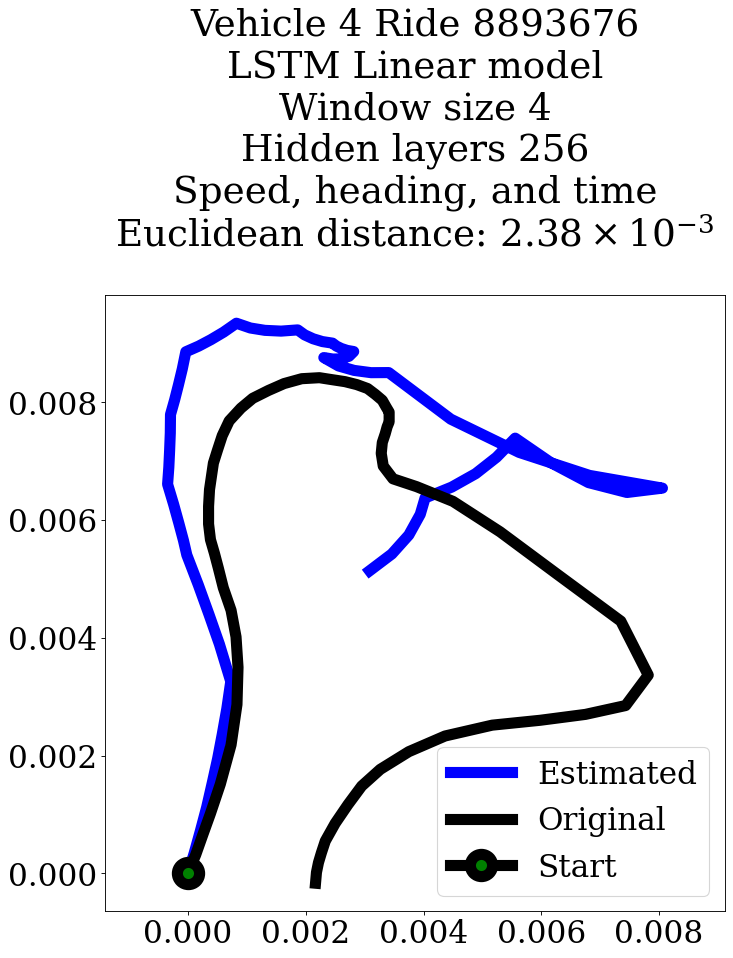 Vehicle 4 Ride 8893676
LSTM Linear model
Window size 4
Hidden layers 256
Speed, heading, and time
Euclidean distance: 2.38 × 10⁻³
0.008
0.006
0.004
0.002
0.000
Estimated
Original
Start
0.000 0.002 0.004 0.006 0.008